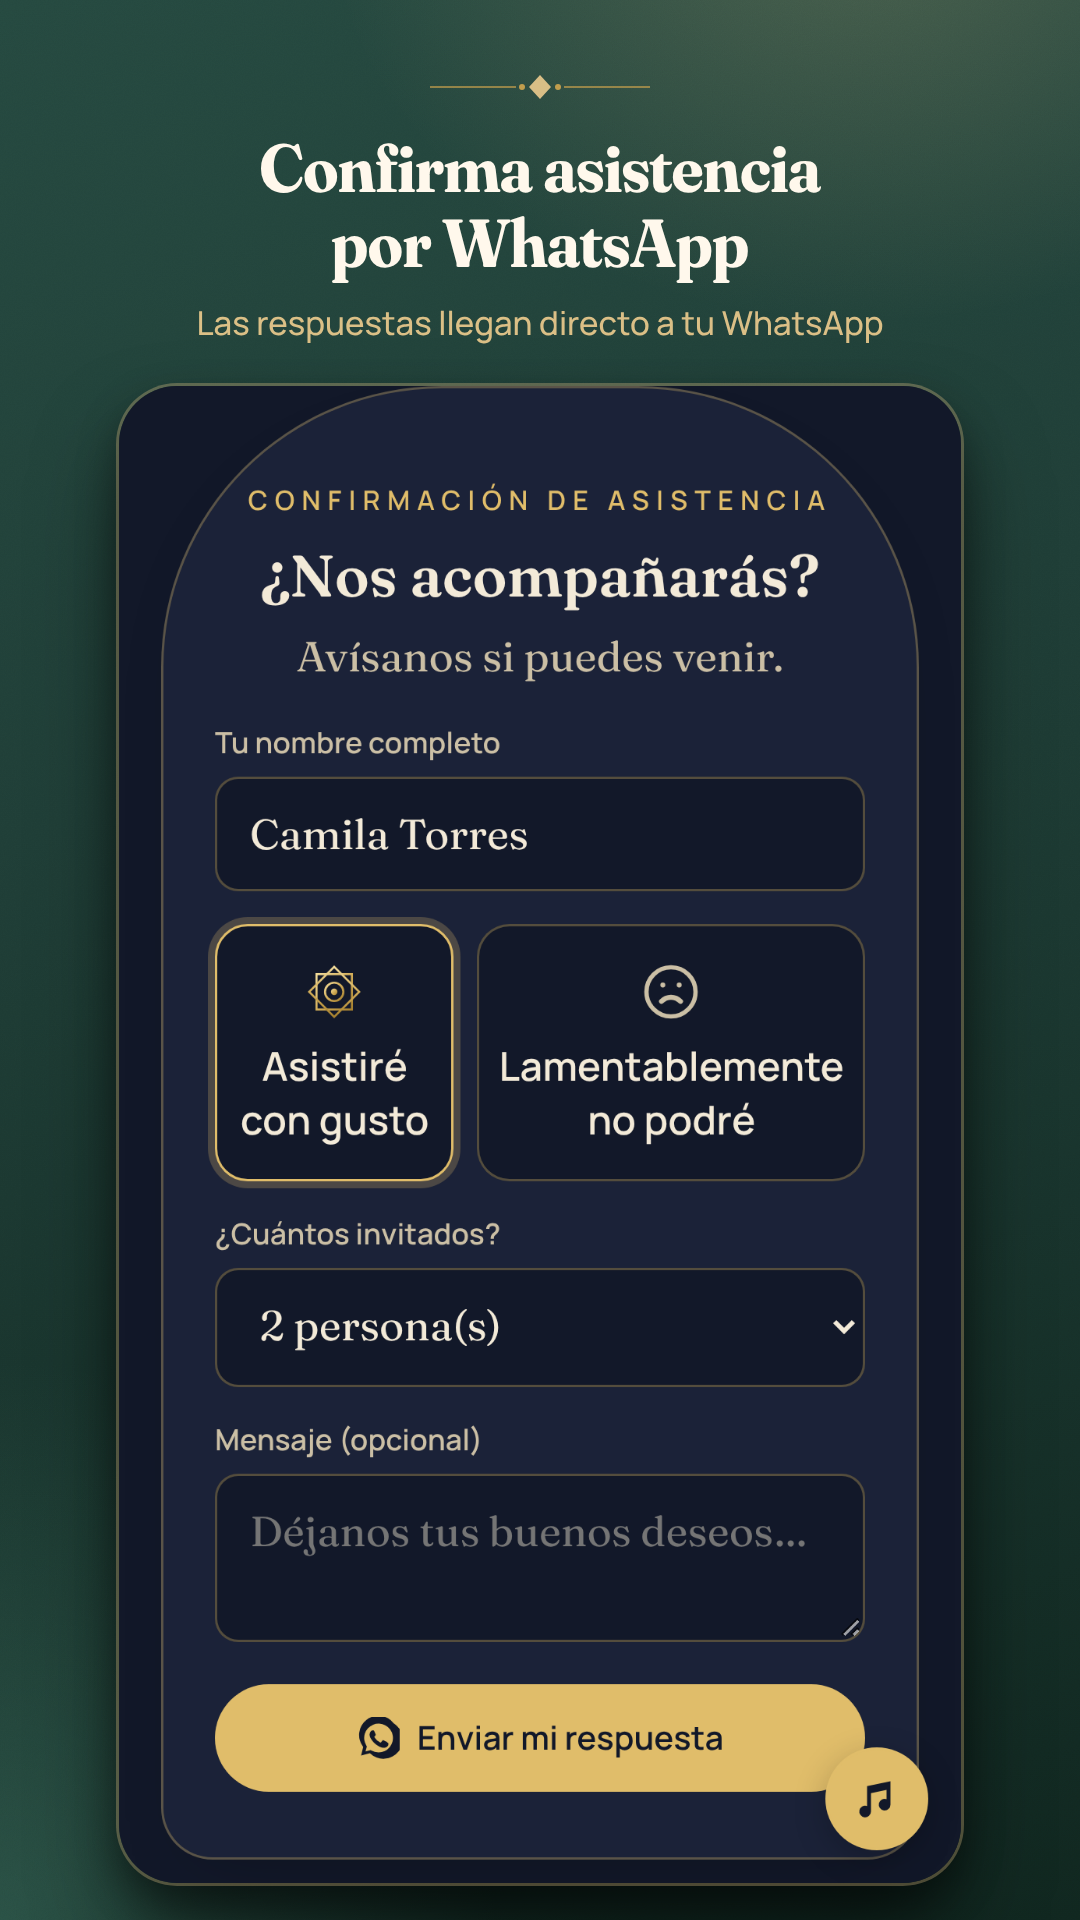 Confirma asistencia
por WhatsApp
Las respuestas llegan directo a tu WhatsApp
CONFIRMACIÓN DE ASISTENCIA
¿Nos acompañarás?
Avísanos si puedes venir.
Tu nombre completo
Camila Torres
Asistiré
con gusto
Lamentablemente
no podré
¿Cuántos invitados?
2 persona(s)
Mensaje (opcional)
Déjanos tus buenos deseos...
Enviar mi respuesta